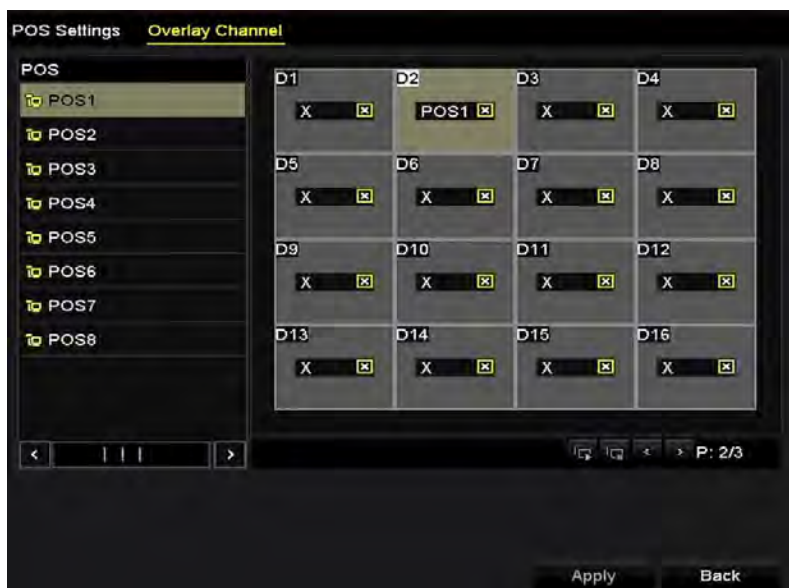 POS Settings Overlay Channel
POS
POS1
POS2
POS3
POS4
POS5
POS6
POS7
POS8
D1 D2 D3 D4
X POS1 X X
D5 D6 D7 D8
X X X X
D9 D10 D11 D12
X X X X
D13 D14 D15 D16
X X X X
P: 2/3
Apply Back